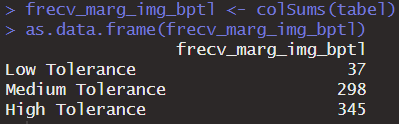 > frecv_marg_img_bptl <- colSums(tabel)
> as.data.frame(frecv_marg_img_bptl)
frecv_marg_img_bptl
Low Tolerance 37
Medium Tolerance 298
High Tolerance 345